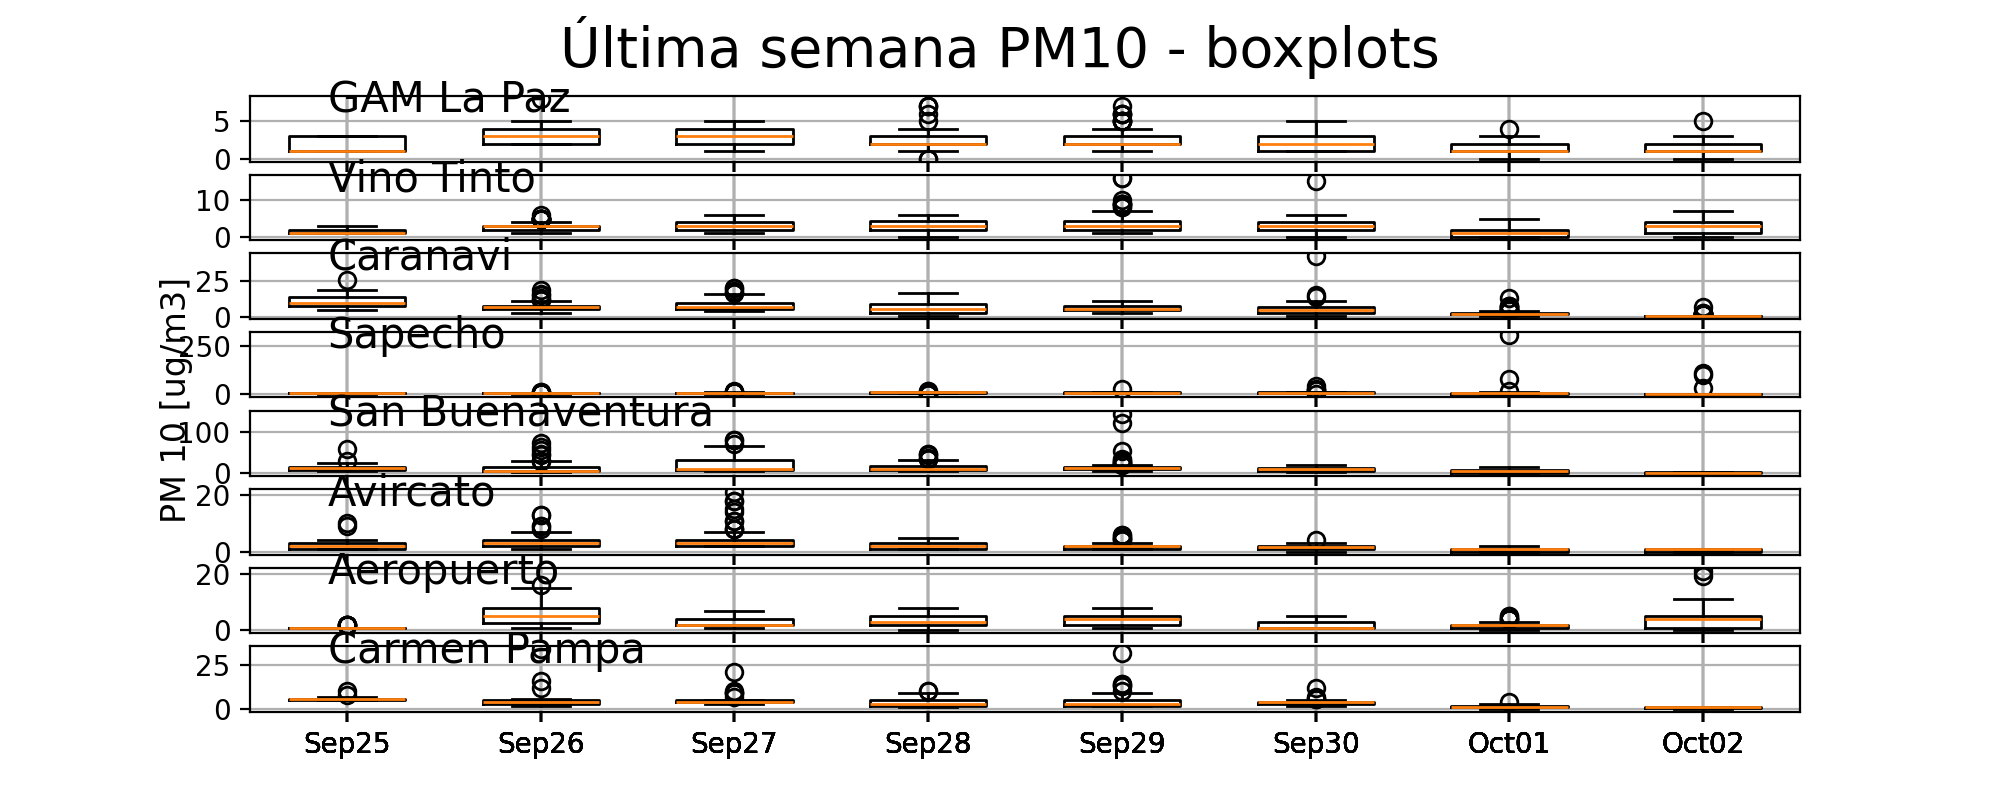 Última semana PM10 - boxplots
GAM La Paz
5
0
Vino Tinto
10
0
Caranavi
25
0
Sapecho
250
0
San Buenaventura
100
0
Avircato
20
0
Aeropuerto
20
0
Carmen Pampa
25
0
PM 10 [ug/m3]
Sep25 Sep26 Sep27 Sep28 Sep29 Sep30 Oct01 Oct02